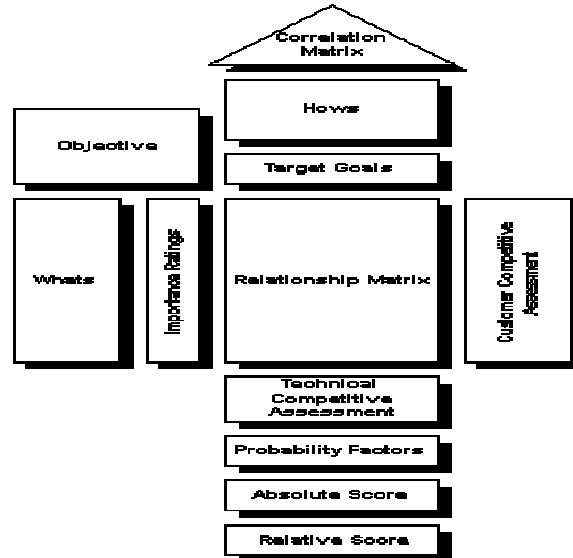 Correlation
Matrix
Hows
Objective
Target Goals
Whats
Importance Ratings
Relationship Matrix
Customer Competitive
Assessment
Technical
Competitive
Assessment
Probability Factors
Absolute Score
Relative Score